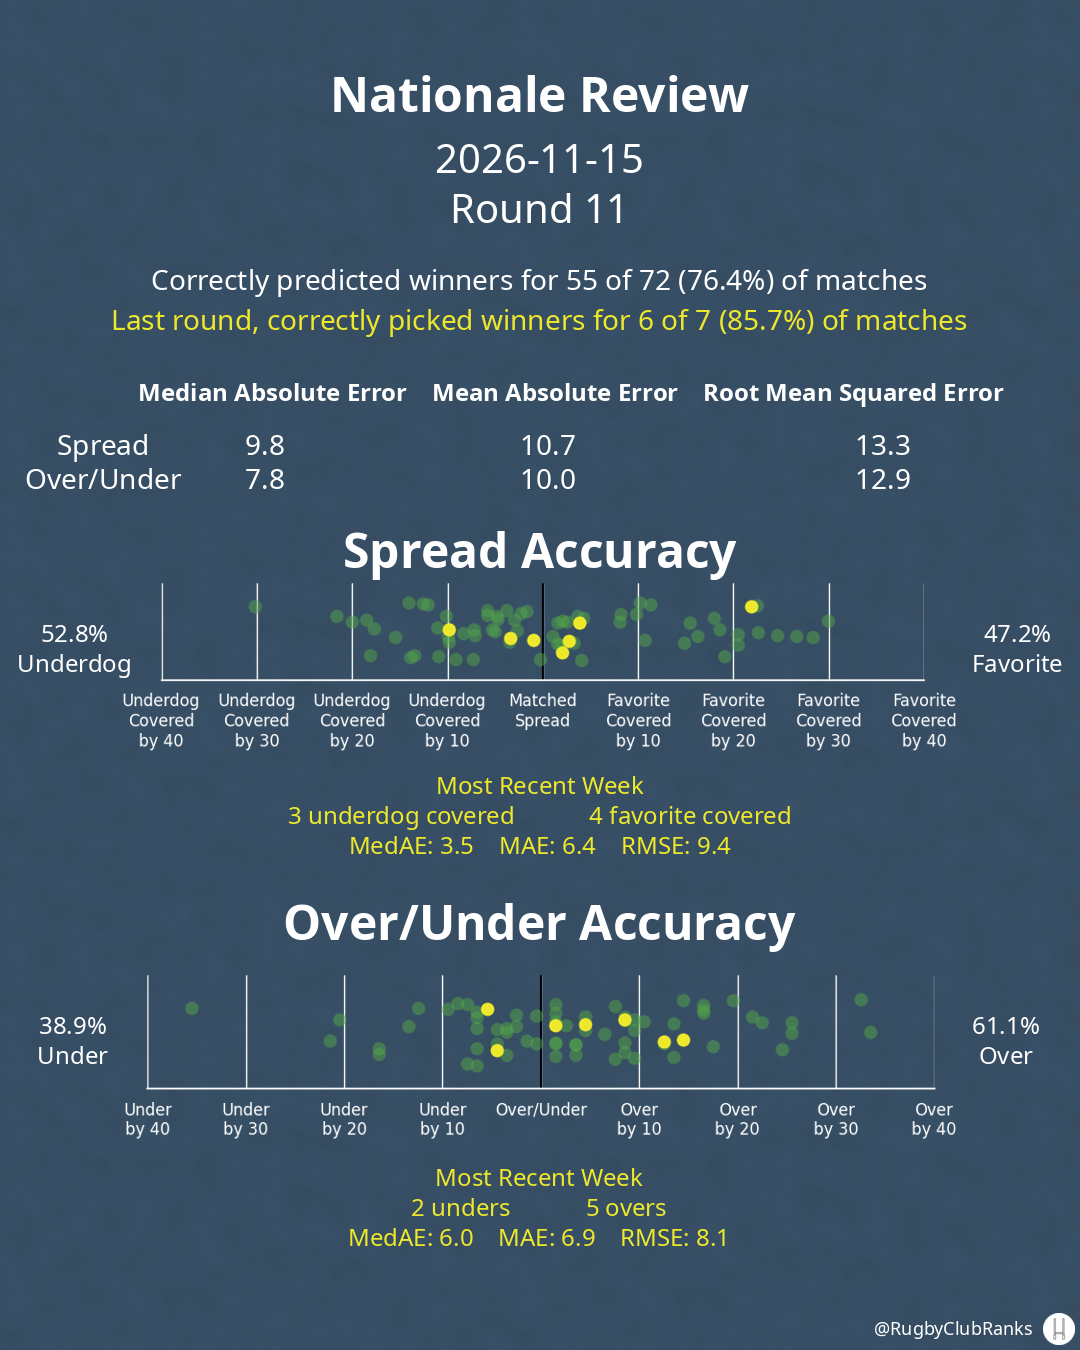 Nationale Review
2026-11-15
Round 11
Correctly predicted winners for 55 of 72 (76.4%) of matches
Last round, correctly picked winners for 6 of 7 (85.7%) of matches
Median Absolute Error Mean Absolute Error Root Mean Squared Error
Spread 9.8 10.7 13.3
Over/Under 7.8 10.0 12.9
Spread Accuracy
52.8% Underdog
47.2% Favorite
Underdog Covered by 40
Underdog Covered by 30
Underdog Covered by 20
Underdog Covered by 10
Matched Spread
Favorite Covered by 10
Favorite Covered by 20
Favorite Covered by 30
Favorite Covered by 40
Most Recent Week
3 underdog covered 4 favorite covered
MedAE: 3.5 MAE: 6.4 RMSE: 9.4
Over/Under Accuracy
38.9% Under
61.1% Over
Under by 40
Under by 30
Under by 20
Under by 10
Over/Under
Over by 10
Over by 20
Over by 30
Over by 40
Most Recent Week
2 unders 5 overs
MedAE: 6.0 MAE: 6.9 RMSE: 8.1
@RugbyClubRanks